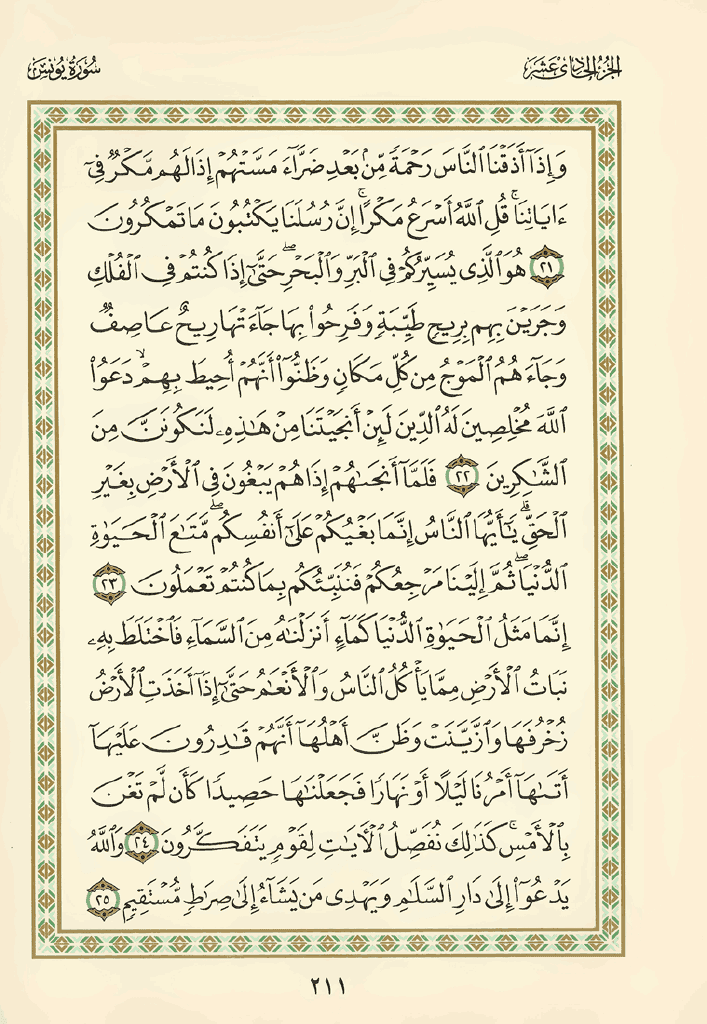 الجزء الحادي عشر
سورة يونس
وَإِذَآ أَذَقْنَا ٱلنَّاسَ رَحْمَةً مِّنۢ بَعْدِ ضَرَّآءَ مَسَّتْهُمْ إِذَا لَهُم مَّكْرٌ فِىٓ
ءَايَاتِنَا ۚ قُلِ ٱللَّهُ أَسْرَعُ مَكْرًا ۚ إِنَّ رُسُلَنَا يَكْتُبُونَ مَا تَمْكُرُونَ
٢١ هُوَ ٱلَّذِى يُسَيِّرُكُمْ فِى ٱلْبَرِّ وَٱلْبَحْرِ ۖ حَتَّىٰٓ إِذَا كُنتُمْ فِى ٱلْفُلْكِ
وَجَرَيْنَ بِهِم بِرِيحٍ طَيِّبَةٍ وَفَرِحُوا۟ بِهَا جَآءَتْهَا رِيحٌ عَاصِفٌ
وَجَآءَهُمُ ٱلْمَوْجُ مِن كُلِّ مَكَانٍ وَظَنُّوٓا۟ أَنَّهُمْ أُحِيطَ بِهِمْ ۙ دَعَوُا۟
ٱللَّهَ مُخْلِصِينَ لَهُ ٱلدِّينَ لَئِنْ أَنجَيْتَنَا مِنْ هَٰذِهِۦ لَنَكُونَنَّ مِنَ
ٱلشَّٰكِرِينَ ٢٢ فَلَمَّآ أَنجَىٰهُمْ إِذَا هُمْ يَبْغُونَ فِى ٱلْأَرْضِ بِغَيْرِ
ٱلْحَقِّ ۗ يَٰٓأَيُّهَا ٱلنَّاسُ إِنَّمَا بَغْيُكُمْ عَلَىٰٓ أَنفُسِكُم ۖ مَّتَٰعَ ٱلْحَيَوٰةِ
ٱلدُّنْيَا ۖ ثُمَّ إِلَيْنَا مَرْجِعُكُمْ فَنُنَبِّئُكُم بِمَا كُنتُمْ تَعْمَلُونَ ٢٣
إِنَّمَا مَثَلُ ٱلْحَيَوٰةِ ٱلدُّنْيَا كَمَآءٍ أَنزَلْنَٰهُ مِنَ ٱلسَّمَآءِ فَٱخْتَلَطَ بِهِۦ
نَبَاتُ ٱلْأَرْضِ مِمَّا يَأْكُلُ ٱلنَّاسُ وَٱلْأَنْعَٰمُ حَتَّىٰٓ إِذَآ أَخَذَتِ ٱلْأَرْضُ
زُخْرُفَهَا وَٱزَّيَّنَتْ وَظَنَّ أَهْلُهَآ أَنَّهُمْ قَٰدِرُونَ عَلَيْهَآ
أَتَىٰهَآ أَمْرُنَا لَيْلًا أَوْ نَهَارًا فَجَعَلْنَٰهَا حَصِيدًا كَأَن لَّمْ تَغْنَ
بِٱلْأَمْسِ ۚ كَذَٰلِكَ نُفَصِّلُ ٱلْءَايَٰتِ لِقَوْمٍ يَتَفَكَّرُونَ ٢٤ وَٱللَّهُ
يَدْعُوٓا۟ إِلَىٰ دَارِ ٱلسَّلَٰمِ وَيَهْدِى مَن يَشَآءُ إِلَىٰ صِرَٰطٍ مُّسْتَقِيمٍ ٢٥
٢١١